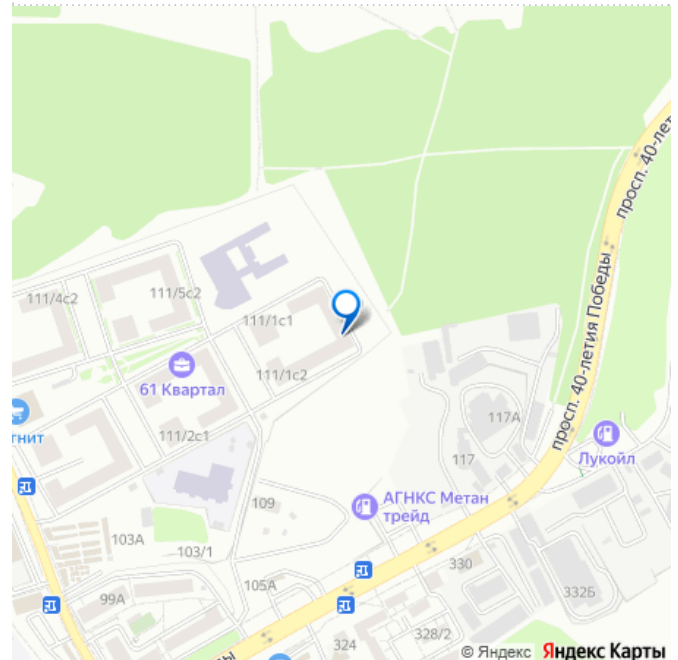 просп. 40-лет
111/4с2
111/5с2
111/1с1
61 Квартал
111/1с2
гнит
111/2с1
просп. 40-летия Победы
117А
Лукойл
117
АГНКС Метан
трейд
109
103А
103/1
105А
99А
330
332Б
328/2
324
ды
© Яндекс Яндекс Карты